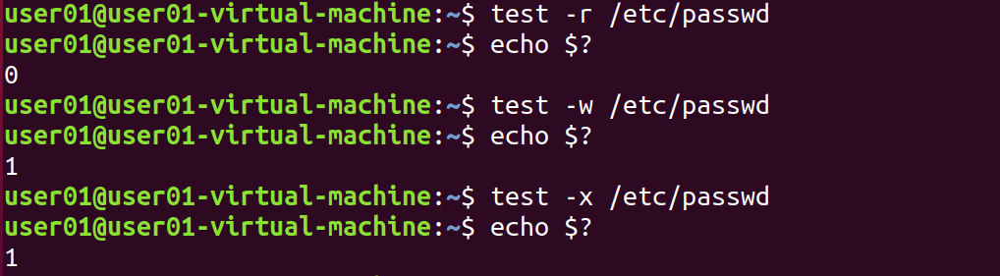 user01@user01-virtual-machine:~$ test -r /etc/passwd
user01@user01-virtual-machine:~$ echo $?
0
user01@user01-virtual-machine:~$ test -w /etc/passwd
user01@user01-virtual-machine:~$ echo $?
1
user01@user01-virtual-machine:~$ test -x /etc/passwd
user01@user01-virtual-machine:~$ echo $?
1